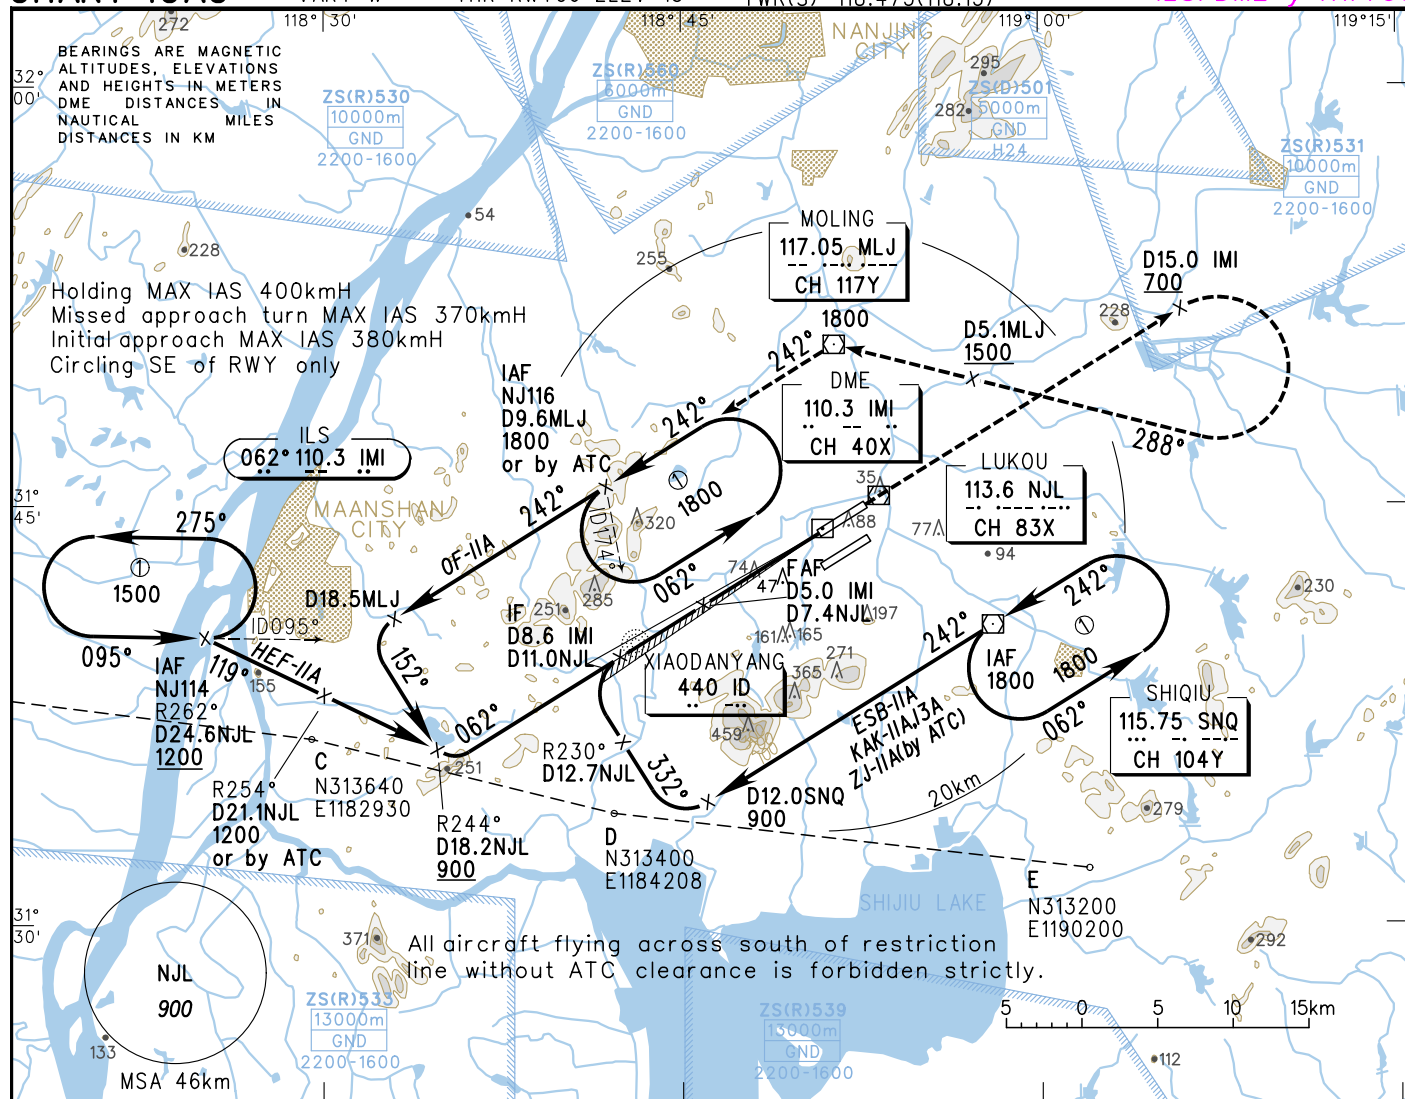 118°30'
118°45'
119°00'
119°15'
32°
00'
BEARINGS ARE MAGNETIC
ALTITUDES, ELEVATIONS
AND HEIGHTS IN METERS
DME DISTANCES IN
NAUTICAL MILES
DISTANCES IN KM
272
ZS(R)530
10000m
GND
2200-1600
ZS(R)560
6000m
GND
2200-1600
NANJING
CITY
295
282
ZS(D)501
5000m
GND
H24
ZS(R)531
10000m
GND
2200-1600
54
228
255
MOLING
117.05 MLJ
CH 117Y
1800
D15.0 IMI
700
228
Holding MAX IAS 400kmH
Missed approach turn MAX IAS 370kmH
Initial approach MAX IAS 380kmH
Circling SE of RWY only
D5.1MLJ
1500
242°
288°
IAF
NJ116
D9.6MLJ
1800
or by ATC
242°
DME
110.3 IMI
CH 40X
ILS
062° 110.3 IMI
1
1800
062°
ID174°
320
LUKOU
113.6 NJL
CH 83X
35
88
77
94
31°
45'
MAANSHAN
CITY
275°
1
1500
095°
ID095°
242°
OF-IIA
D18.5MLJ
152°
285
251
74
47
FAF
D5.0 IMI
D7.4NJL
197
161
165
271
365
459
IF
D8.6 IMI
D11.0NJL
XIAODANYANG
440 ID
242°
1
1800
062°
242°
IAF
1800
230
ESB-IIA
KAK-IIAJ3A
ZJ-IIA(by ATC)
SHIQIU
115.75 SNQ
CH 104Y
279
IAF
NJ114
R262°
D24.6NJL
1200
119°
HEF-IIA
155
062°
251
R230°
D12.7NJL
332°
D12.0SNQ
900
20km
C
N313640
E1182930
R254°
D21.1NJL
1200
or by ATC
R244°
D18.2NJL
900
D
N313400
E1184208
E
N313200
E1190200
SHIJIU LAKE
31°
30'
371
292
All aircraft flying across south of restriction
line without ATC clearance is forbidden strictly.
NJL
900
133
MSA 46km
ZS(R)533
13000m
GND
2200-1600
ZS(R)539
13000m
GND
2200-1600
5 0 5 10 15km
112